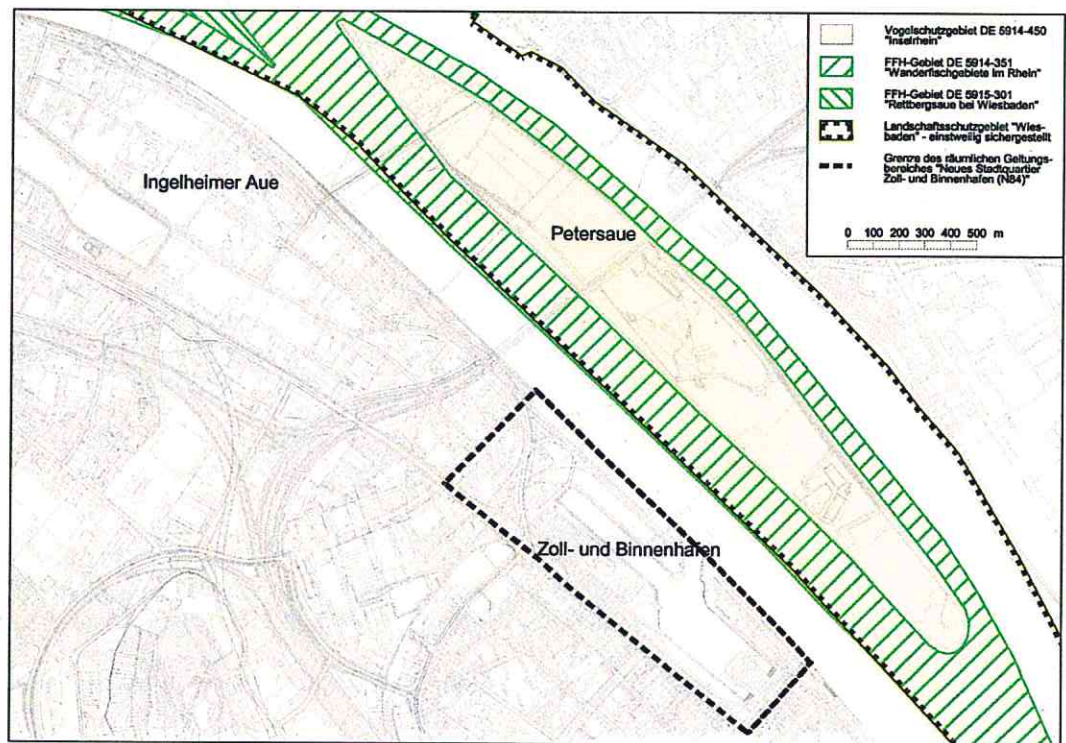 Vogelschutzgebiet DE 5914-450
"Inselrhein"
FFH-Gebiet DE 5914-351
"Wanderfischgebiete im Rhein"
FFH-Gebiet DE 5915-301
"Rettbergsaue bei Wiesbaden"
Landschaftsschutzgebiet "Wies-
baden" - einstweilig sichergestellt
Grenze des räumlichen Geltungs-
bereiches "Neues Stadtquartier
Zoll- und Binnenhafen (N84)"
0 100 200 300 400 500 m
Ingelheimer Aue
Petersaue
Zoll- und Binnenhafen